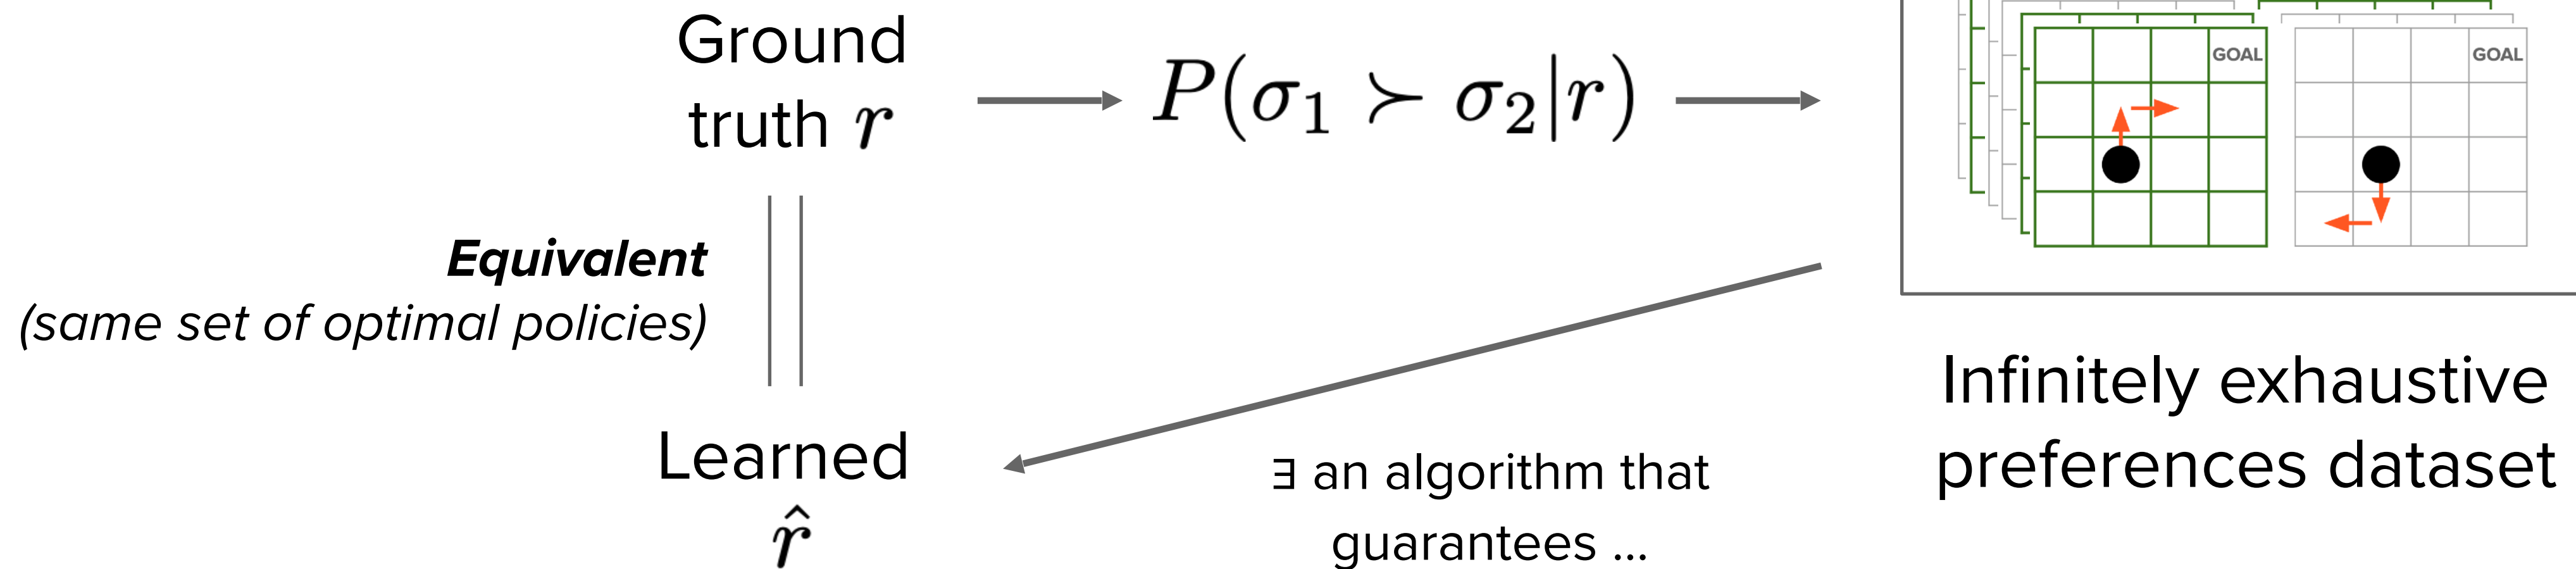 Ground
truth r
P(σ₁ ≻ σ₂|r)
GOAL
GOAL
Equivalent
(same set of optimal policies)
Infinitely exhaustive
preferences dataset
Learned
r̂
∃ an algorithm that
guarantees ...